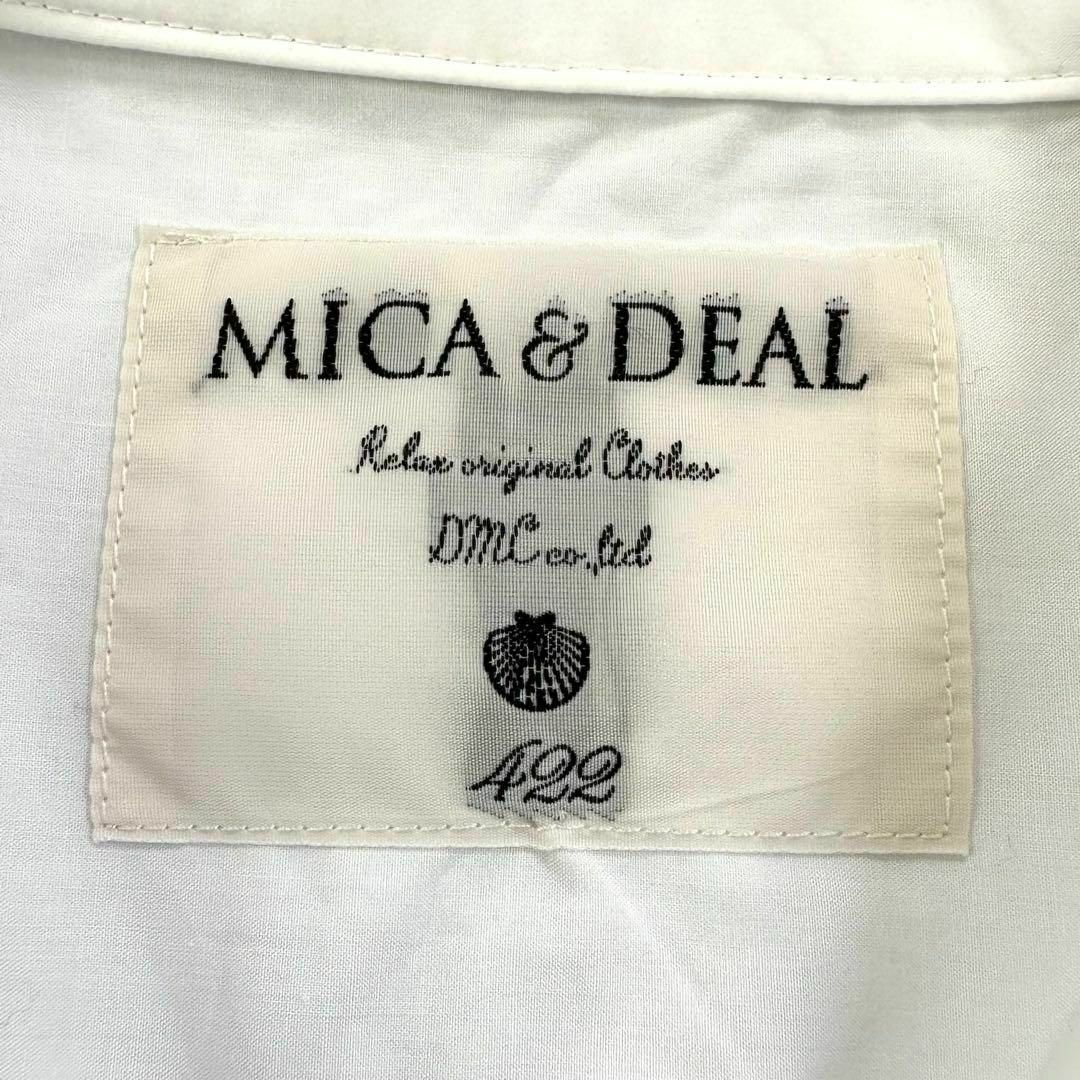 MICA & DEAL
Relax original Clothes
DMC co.,ltd
422